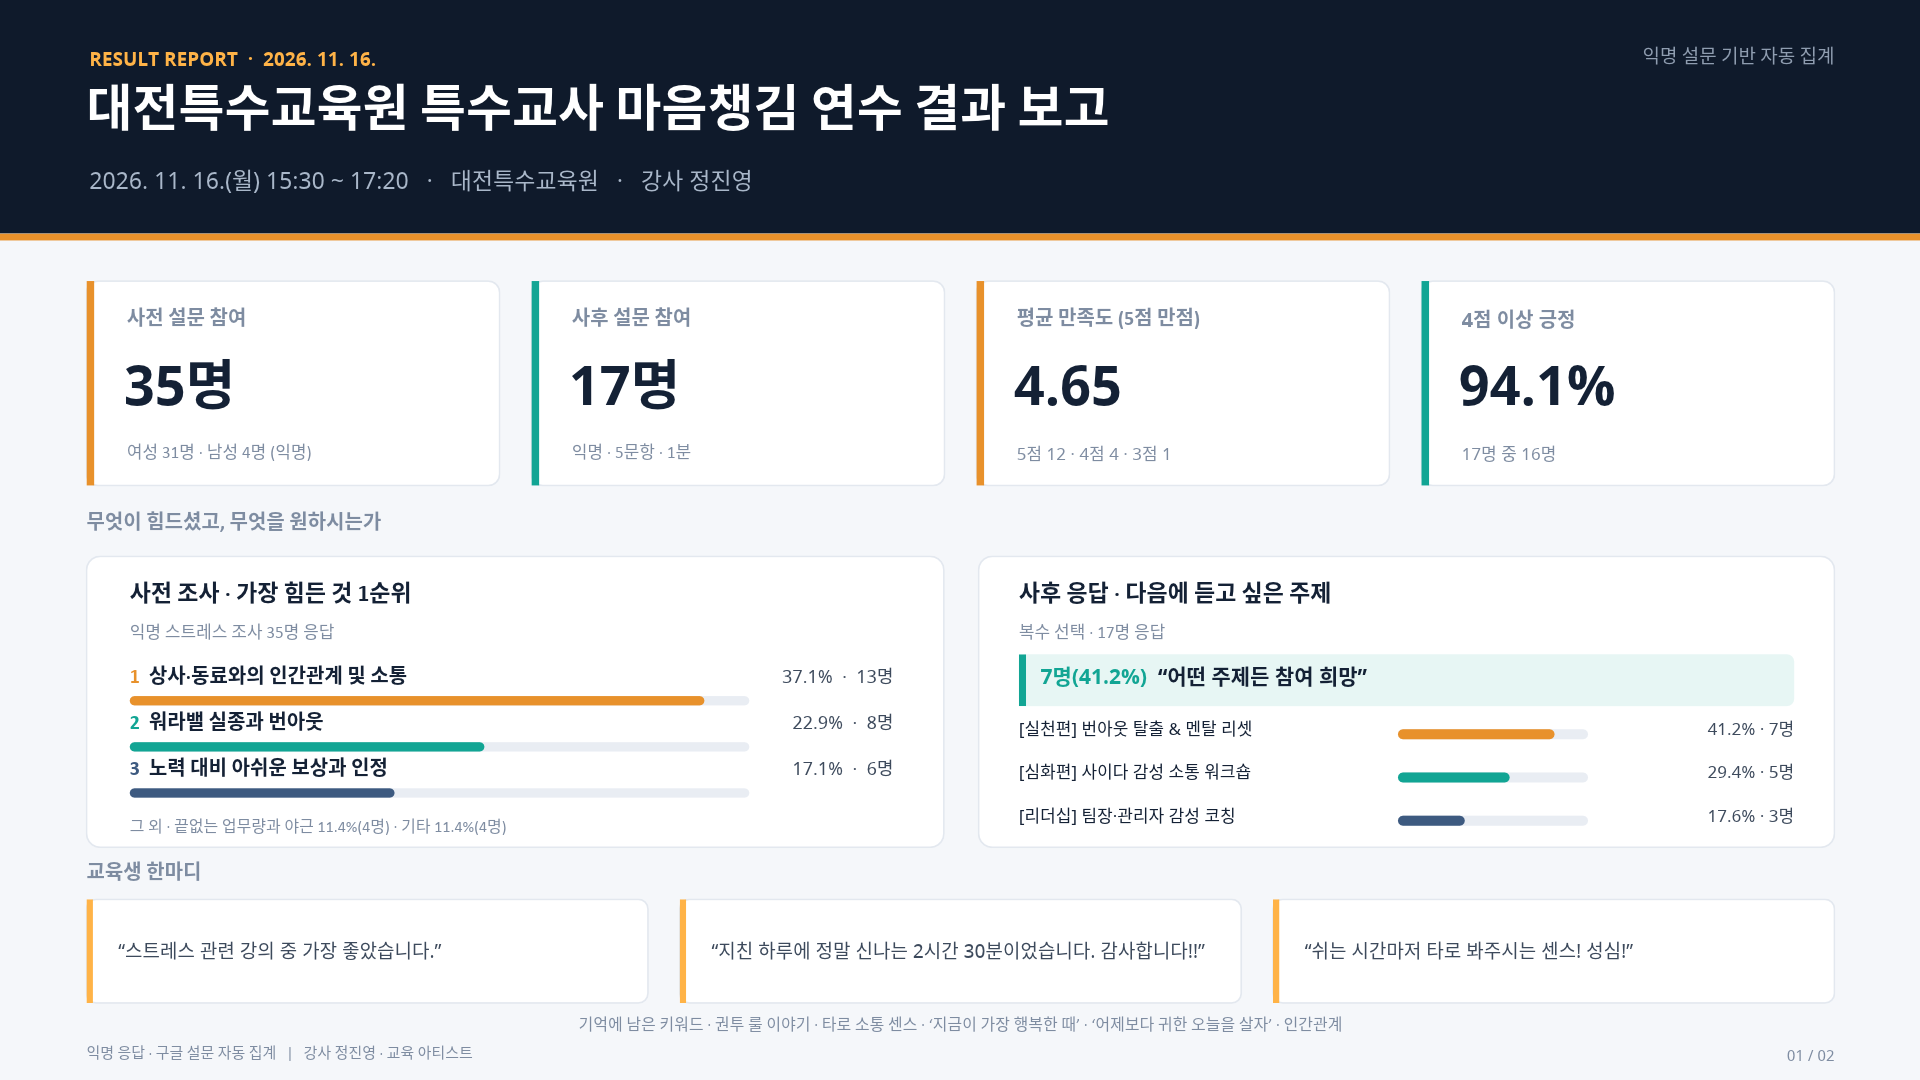 RESULT REPORT · 2026. 11. 16.
익명 설문 기반 자동 집계
대전특수교육원 특수교사 마음챙김 연수 결과 보고
2026. 11. 16.(월) 15:30 ~ 17:20 · 대전특수교육원 · 강사 정진영
사전 설문 참여
35명
여성 31명 · 남성 4명 (익명)
사후 설문 참여
17명
익명 · 5문항 · 1분
평균 만족도 (5점 만점)
4.65
5점 12 · 4점 4 · 3점 1
4점 이상 긍정
94.1%
17명 중 16명
무엇이 힘드셨고, 무엇을 원하시는가
사전 조사 · 가장 힘든 것 1순위
익명 스트레스 조사 35명 응답
1 상사·동료와의 인간관계 및 소통 37.1% · 13명
2 워라밸 실종과 번아웃 22.9% · 8명
3 노력 대비 아쉬운 보상과 인정 17.1% · 6명
그 외 · 끝없는 업무량과 야근 11.4%(4명) · 기타 11.4%(4명)
사후 응답 · 다음에 듣고 싶은 주제
복수 선택 · 17명 응답
7명(41.2%) “어떤 주제든 참여 희망”
[실천편] 번아웃 탈출 & 멘탈 리셋 41.2% · 7명
[심화편] 사이다 감성 소통 워크숍 29.4% · 5명
[리더십] 팀장·관리자 감성 코칭 17.6% · 3명
교육생 한마디
“스트레스 관련 강의 중 가장 좋았습니다.”
“지친 하루에 정말 신나는 2시간 30분이었습니다. 감사합니다!!”
“쉬는 시간마저 타로 봐주시는 센스! 성심!”
기억에 남은 키워드 · 권투 룰 이야기 · 타로 소통 센스 · ‘지금이 가장 행복한 때’ · ‘어제보다 귀한 오늘을 살자’ · 인간관계
익명 응답 · 구글 설문 자동 집계 | 강사 정진영 · 교육 아티스트
01 / 02